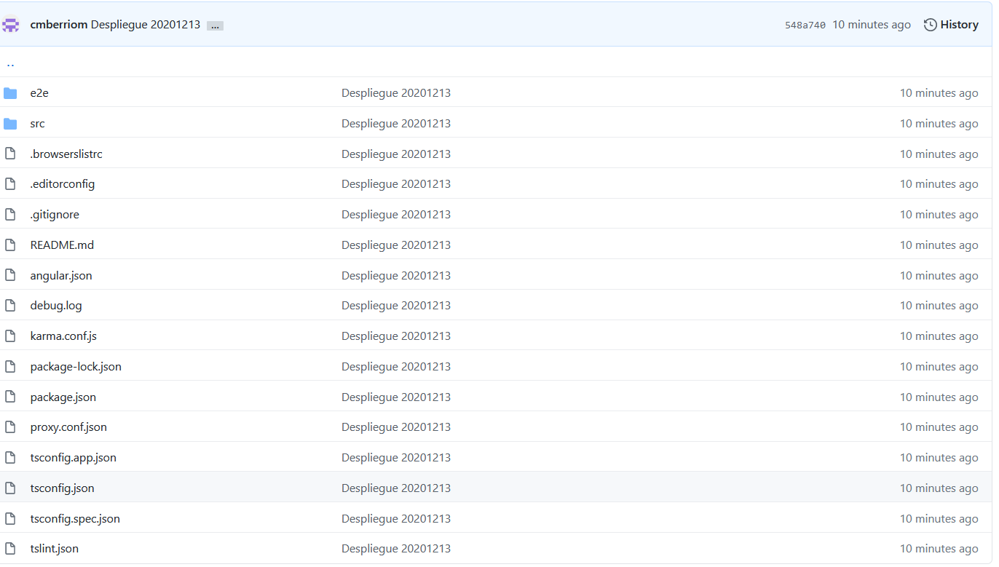 cmberriom Despliegue 20201213 ... 548a740 10 minutes ago History
..
e2e Despliegue 20201213 10 minutes ago
src Despliegue 20201213 10 minutes ago
.browserslistrc Despliegue 20201213 10 minutes ago
.editorconfig Despliegue 20201213 10 minutes ago
.gitignore Despliegue 20201213 10 minutes ago
README.md Despliegue 20201213 10 minutes ago
angular.json Despliegue 20201213 10 minutes ago
debug.log Despliegue 20201213 10 minutes ago
karma.conf.js Despliegue 20201213 10 minutes ago
package-lock.json Despliegue 20201213 10 minutes ago
package.json Despliegue 20201213 10 minutes ago
proxy.conf.json Despliegue 20201213 10 minutes ago
tsconfig.app.json Despliegue 20201213 10 minutes ago
tsconfig.json Despliegue 20201213 10 minutes ago
tsconfig.spec.json Despliegue 20201213 10 minutes ago
tslint.json Despliegue 20201213 10 minutes ago